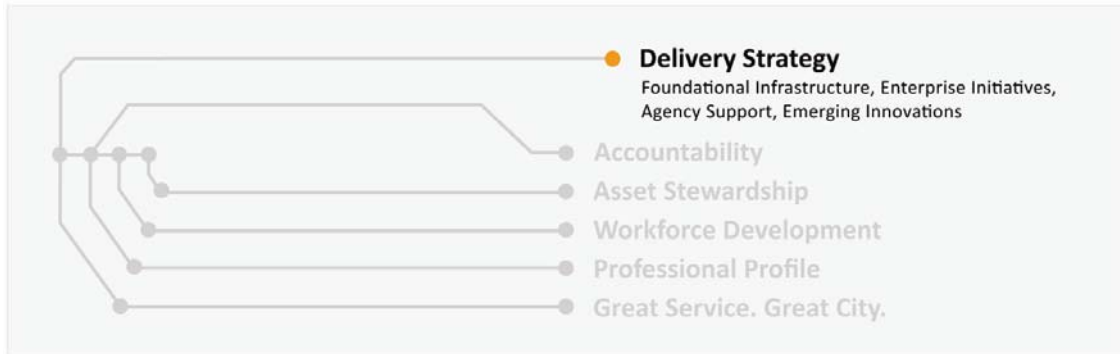 Delivery Strategy
Foundational Infrastructure, Enterprise Initiatives,
Agency Support, Emerging Innovations
Accountability
Asset Stewardship
Workforce Development
Professional Profile
Great Service. Great City.